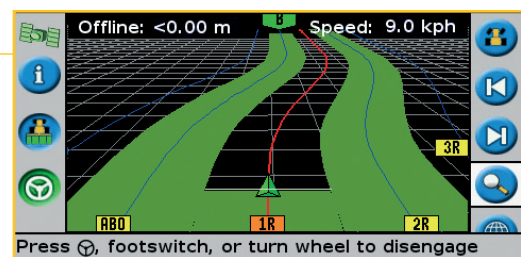 Offline: <0.00 m
B
Speed: 9.0 kph
3R
AB0
1R
2R
Press , footswitch, or turn wheel to disengage